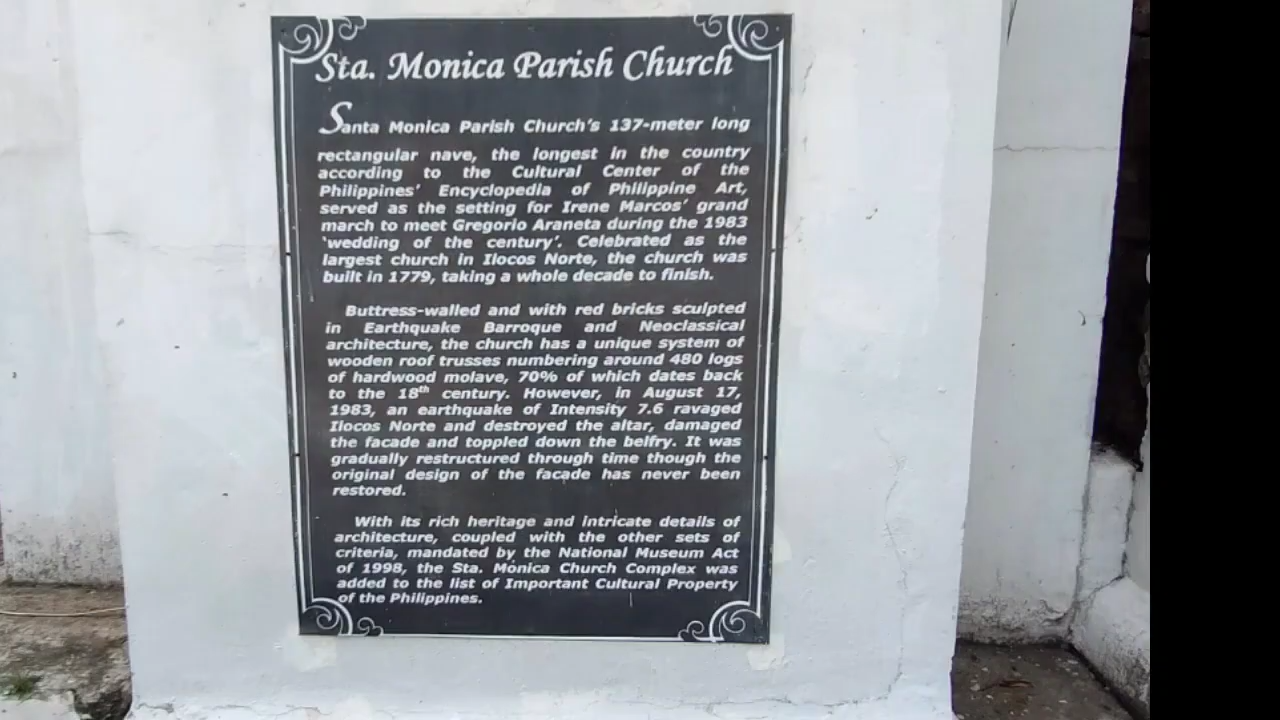 Sta. Monica Parish Church
Santa Monica Parish Church's 137-meter long
rectangular nave, the longest in the country
according to the Cultural Center of the
Philippines' Encyclopedia of Philippine Art,
served as the setting for Irene Marcos' grand
march to meet Gregorio Araneta during the 1983
'wedding of the century'. Celebrated as the
largest church in Ilocos Norte, the church was
built in 1779, taking a whole decade to finish.
Buttress-walled and with red bricks sculpted
in Earthquake Barroque and Neoclassical
architecture, the church has a unique system of
wooden roof trusses numbering around 480 logs
of hardwood molave, 70% of which dates back
to the 18th century. However, in August 17,
1983, an earthquake of Intensity 7.6 ravaged
Ilocos Norte and destroyed the altar, damaged
the facade and toppled down the belfry. It was
gradually restructured through time though the
original design of the facade has never been
restored.
With its rich heritage and intricate details of
architecture, coupled with the other sets of
criteria, mandated by the National Museum Act
of 1998, the Sta. Monica Church Complex was
added to the list of Important Cultural Property
of the Philippines.